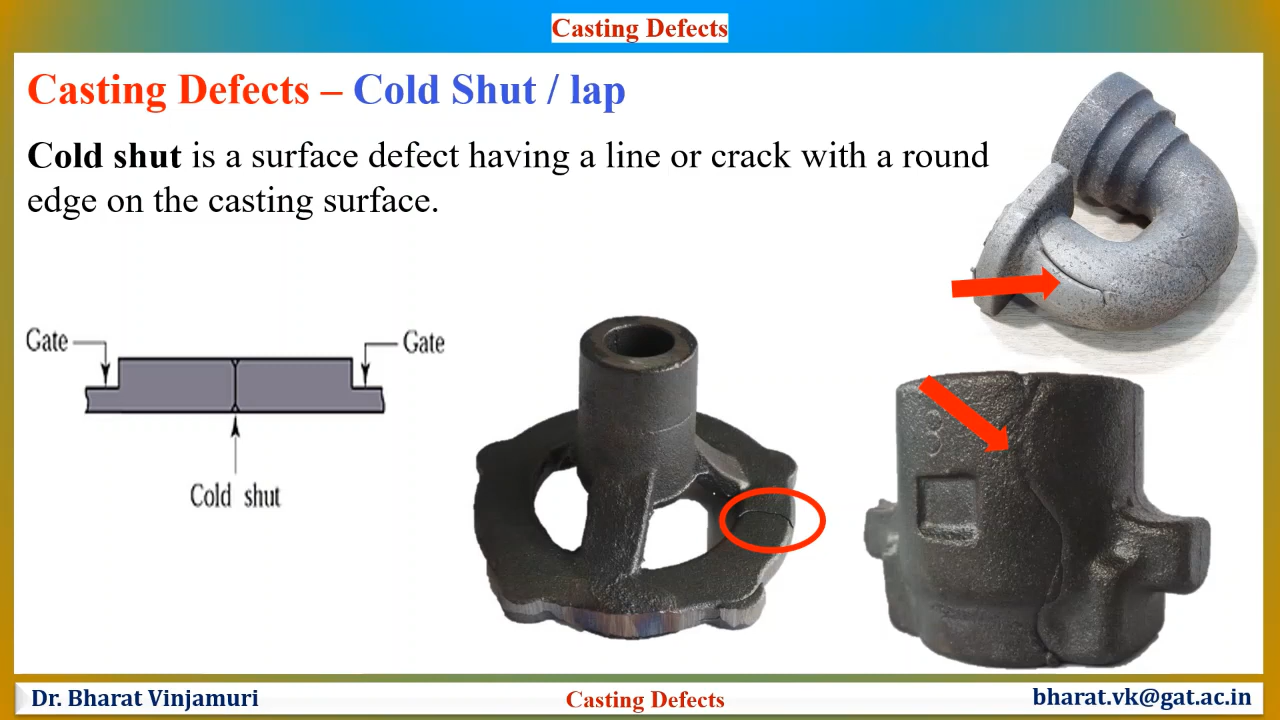 Casting Defects
Casting Defects – Cold Shut / lap
Cold shut is a surface defect having a line or crack with a round
edge on the casting surface.
Gate
Gate
Cold shut
3
Dr. Bharat Vinjamuri
Casting Defects
bharat.vk@gat.ac.in